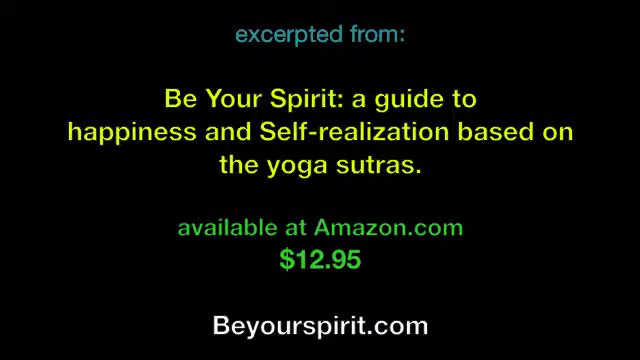 excerpted from:
Be Your Spirit: a guide to
happiness and Self-realization based on
the yoga sutras.
available at Amazon.com
$12.95
Beyourspirit.com